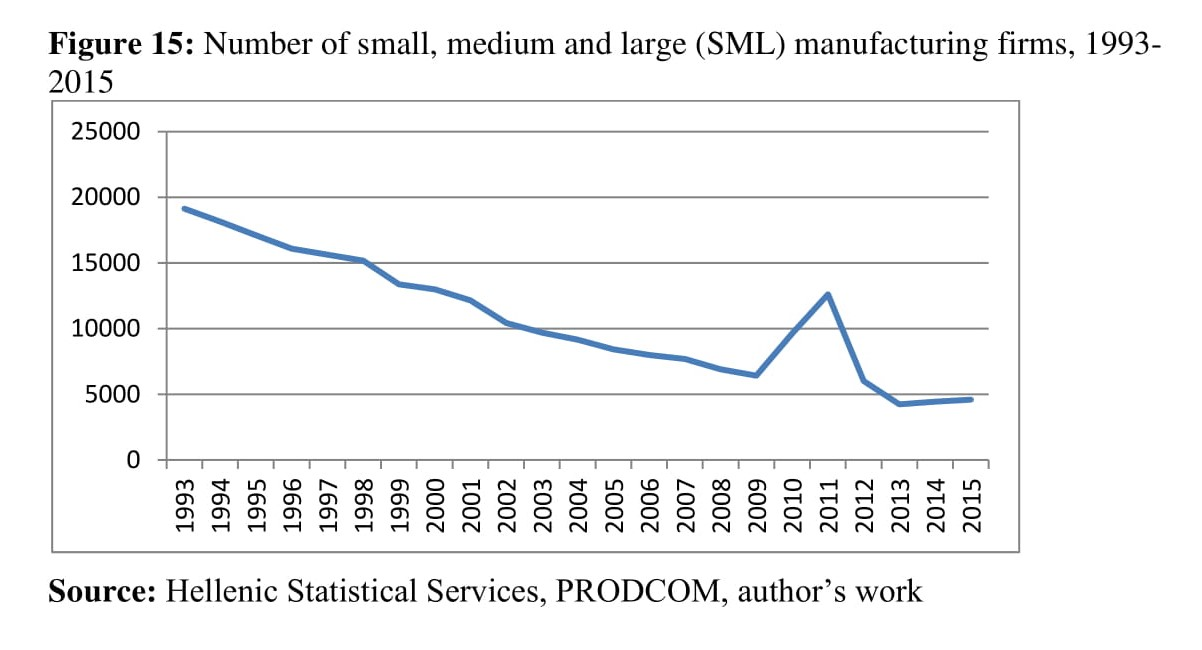 Figure 15: Number of small, medium and large (SML) manufacturing firms, 1993-
2015
25000
20000
15000
10000
5000
0
1993 1994 1995 1996 1997 1998 1999 2000 2001 2002 2003 2004 2005 2006 2007 2008 2009 2010 2011 2012 2013 2014 2015
Source: Hellenic Statistical Services, PRODCOM, author’s work